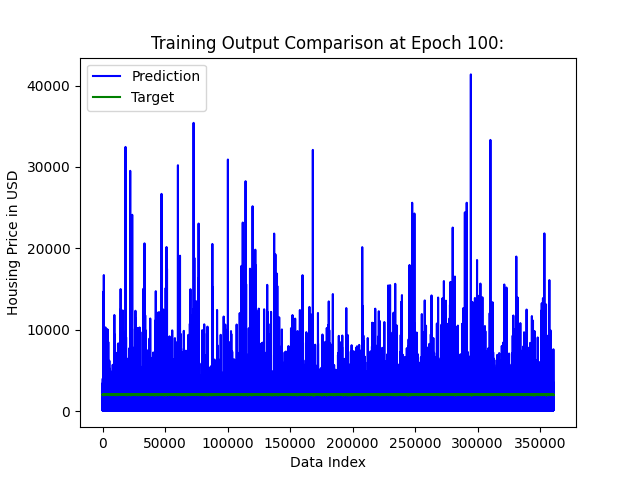 Training Output Comparison at Epoch 100:
Prediction
Target
Housing Price in USD
40000
30000
20000
10000
0
0 50000 100000 150000 200000 250000 300000 350000
Data Index